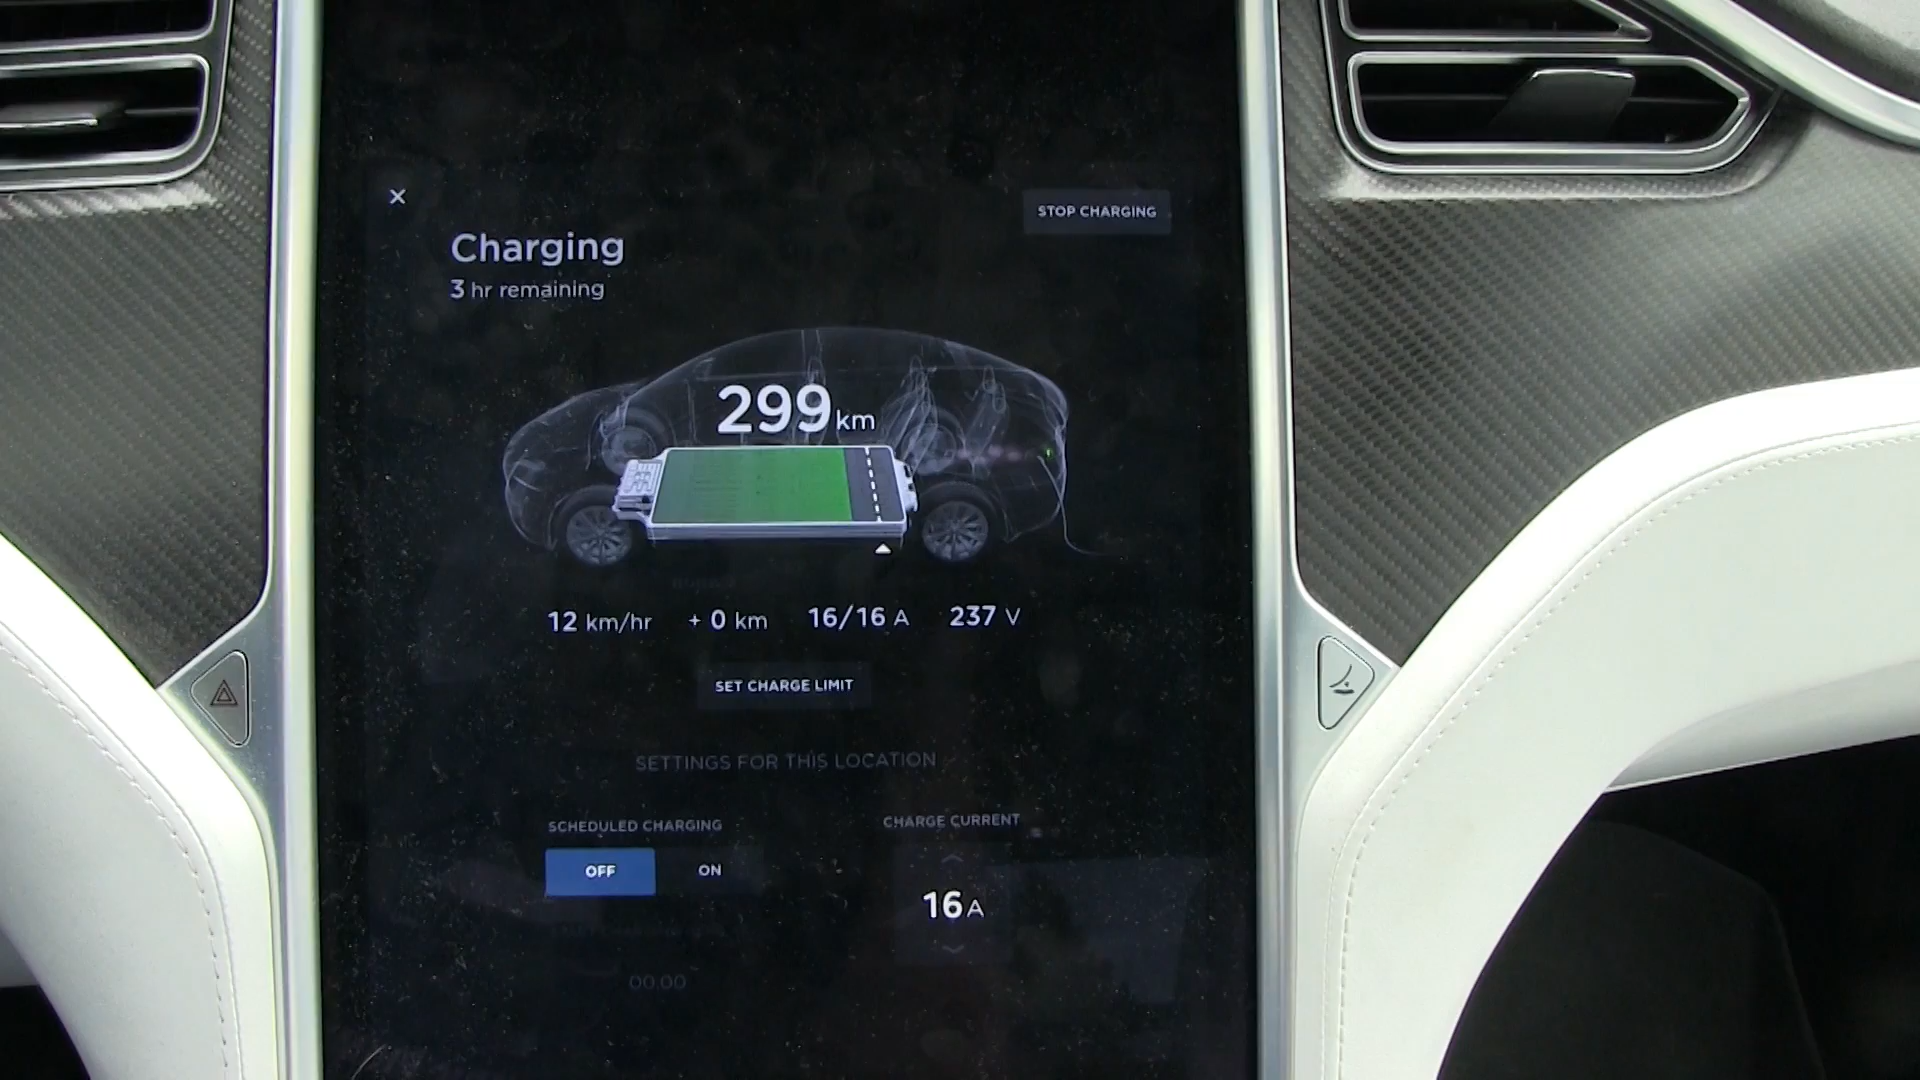 ×
STOP CHARGING
Charging
3 hr remaining
299 km
12 km/hr + 0 km 16/16 A 237 V
SET CHARGE LIMIT
SETTINGS FOR THIS LOCATION
SCHEDULED CHARGING
CHARGE CURRENT
OFF ON
16 A
00.00